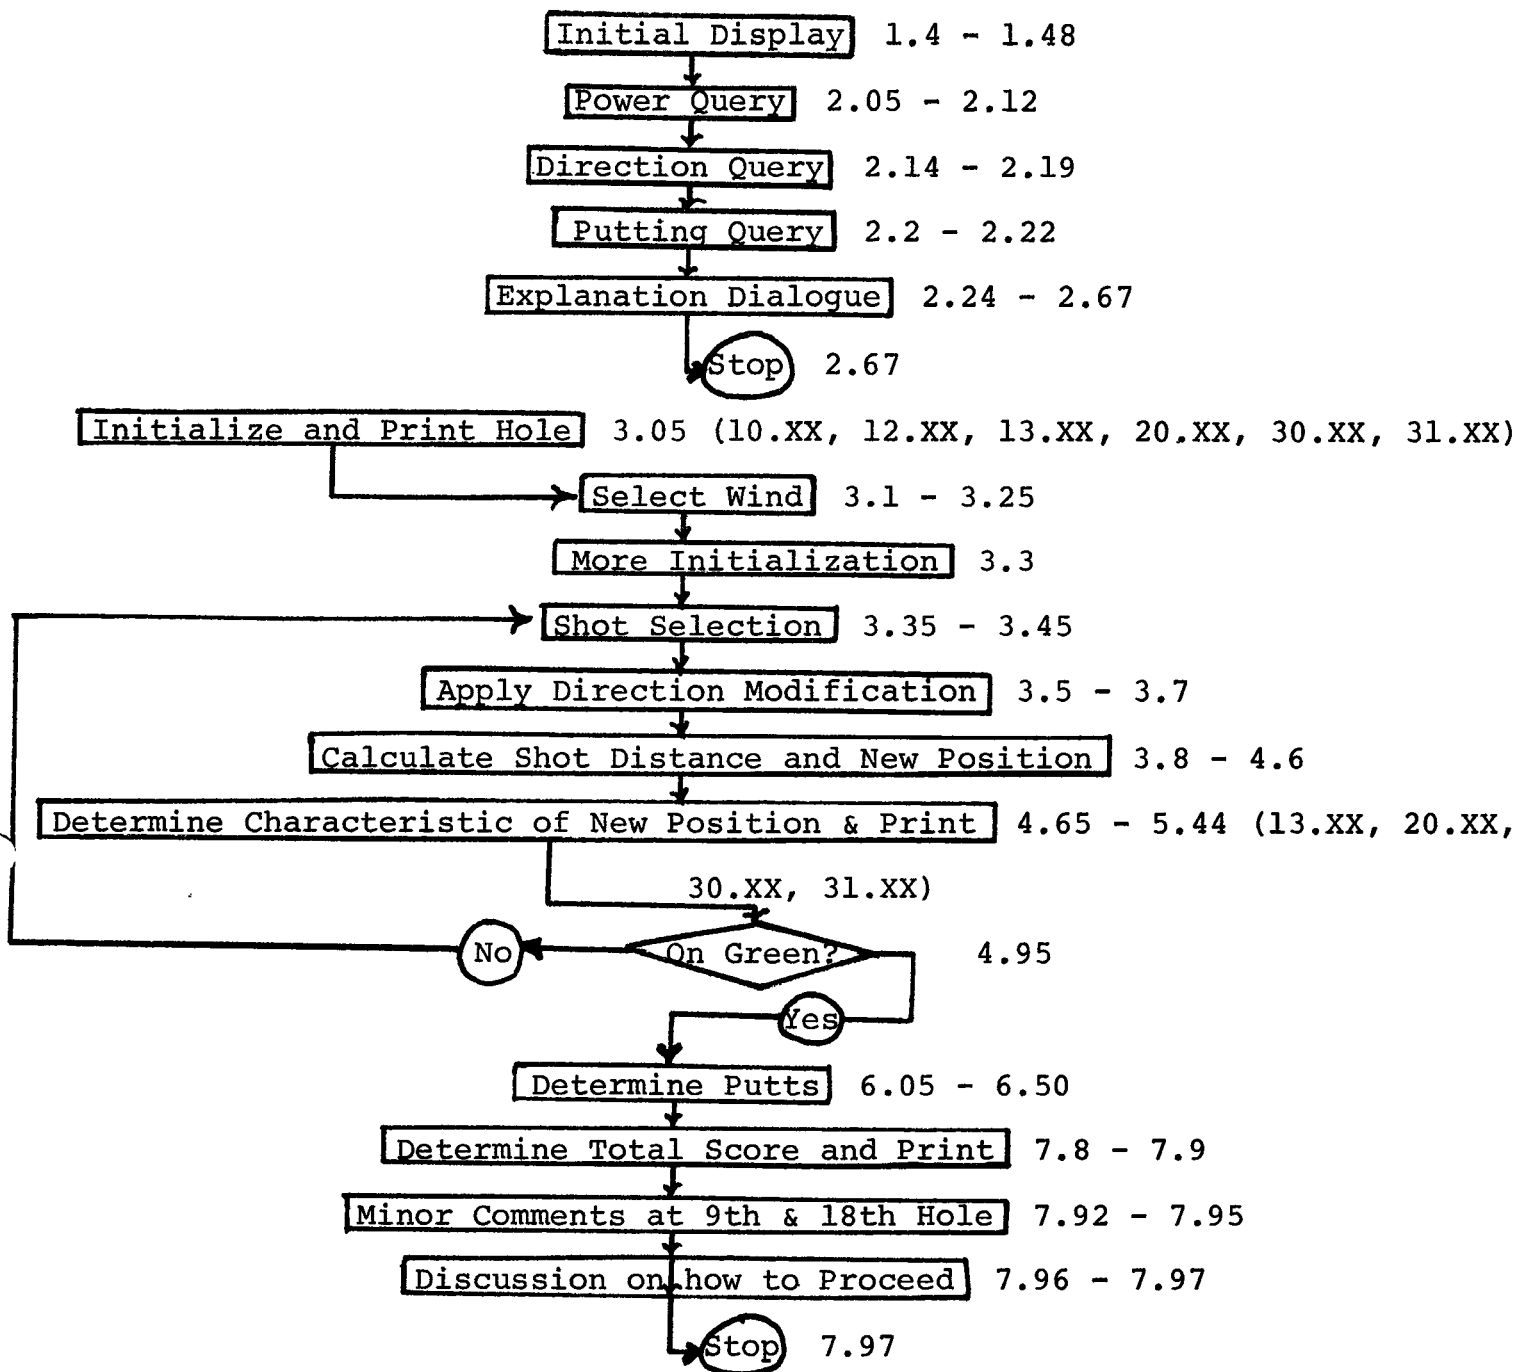 Initial Display 1.4 - 1.48
Power Query 2.05 - 2.12
Direction Query 2.14 - 2.19
Putting Query 2.2 - 2.22
Explanation Dialogue 2.24 - 2.67
Stop 2.67
Initialize and Print Hole 3.05 (10.XX, 12.XX, 13.XX, 20.XX, 30.XX, 31.XX)
Select Wind 3.1 - 3.25
More Initialization 3.3
Shot Selection 3.35 - 3.45
Apply Direction Modification 3.5 - 3.7
Calculate Shot Distance and New Position 3.8 - 4.6
Determine Characteristic of New Position & Print 4.65 - 5.44 (13.XX, 20.XX,
30.XX, 31.XX)
No On Green? 4.95
Yes
Determine Putts 6.05 - 6.50
Determine Total Score and Print 7.8 - 7.9
Minor Comments at 9th & 18th Hole 7.92 - 7.95
Discussion on how to Proceed 7.96 - 7.97
Stop 7.97